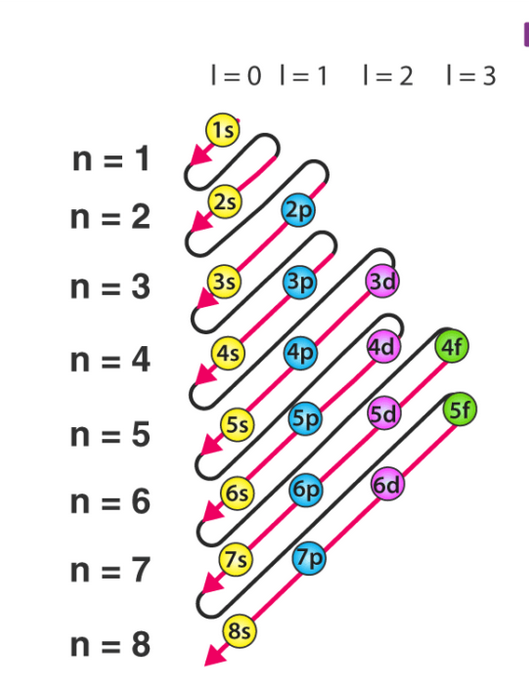 l = 0 l = 1 l = 2 l = 3
1s
n = 1
2s 2p
n = 2
3s 3p 3d
n = 3
4s 4p 4d 4f
n = 4
5s 5p 5d 5f
n = 5
6s 6p 6d
n = 6
7s 7p
n = 7
8s
n = 8